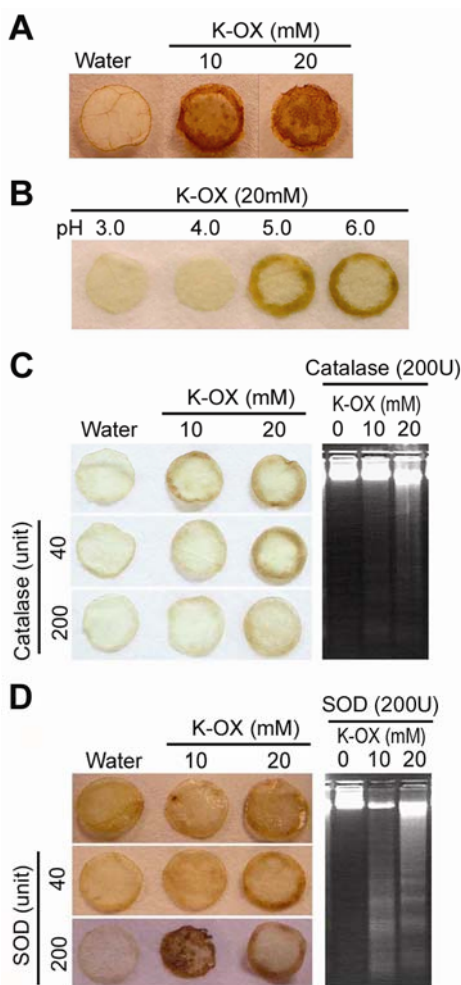 A
K-OX (mM)
Water 10 20
B
K-OX (20mM)
pH 3.0 4.0 5.0 6.0
C
Catalase (200U)
K-OX (mM)
K-OX (mM)
Water 10 20
0 10 20
Catalase (unit)
40
200
D
SOD (200U)
K-OX (mM)
K-OX (mM)
Water 10 20
0 10 20
SOD (unit)
40
200